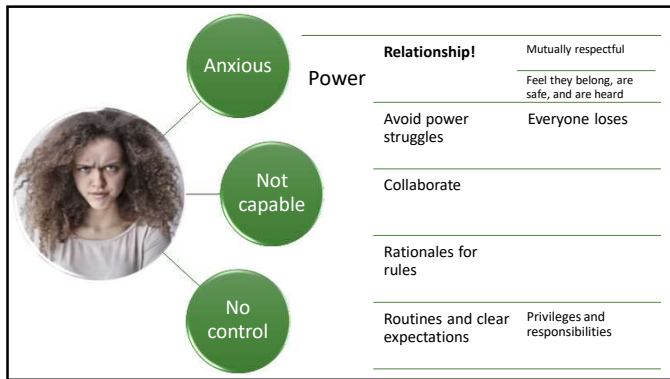 Anxious
Not
capable
No
control
Power
Relationship!
Mutually respectful
Feel they belong, are
safe, and are heard
Avoid power
struggles
Everyone loses
Collaborate
Rationales for
rules
Routines and clear
expectations
Privileges and
responsibilities